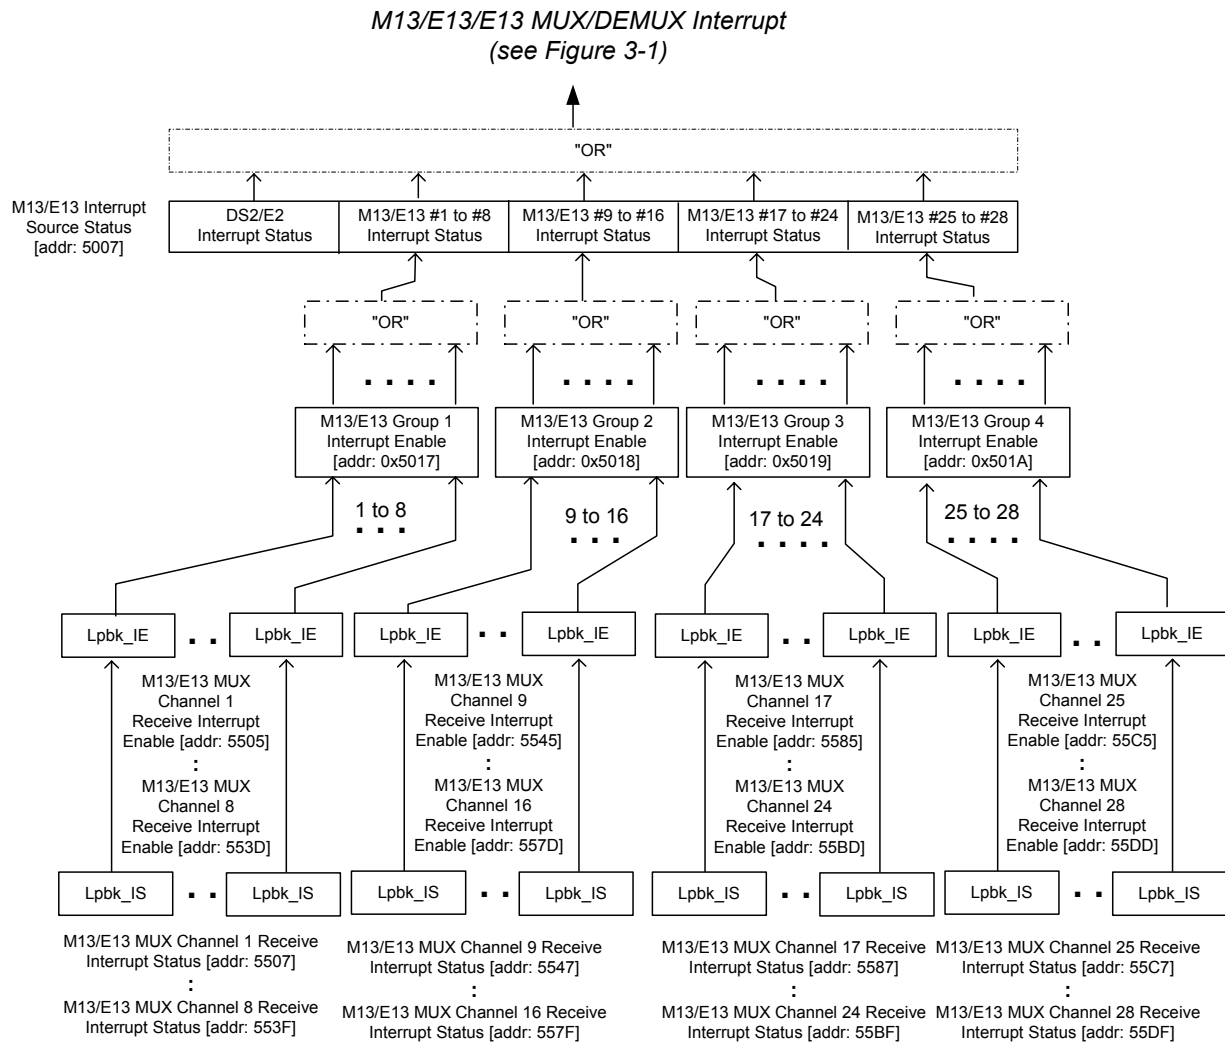 M13/E13/E13 MUX/DEMUX Interrupt
(see Figure 3-1)
"OR"
M13/E13 Interrupt
Source Status
[addr: 5007]
DS2/E2
Interrupt Status
M13/E13 #1 to #8
Interrupt Status
M13/E13 #9 to #16
Interrupt Status
M13/E13 #17 to #24
Interrupt Status
M13/E13 #25 to #28
Interrupt Status
"OR"
"OR"
"OR"
"OR"
M13/E13 Group 1
Interrupt Enable
[addr: 0x5017]
M13/E13 Group 2
Interrupt Enable
[addr: 0x5018]
M13/E13 Group 3
Interrupt Enable
[addr: 0x5019]
M13/E13 Group 4
Interrupt Enable
[addr: 0x501A]
1 to 8
9 to 16
17 to 24
25 to 28
Lpbk_IE
Lpbk_IE
Lpbk_IE
Lpbk_IE
Lpbk_IE
Lpbk_IE
Lpbk_IE
Lpbk_IE
M13/E13 MUX
Channel 1
Receive Interrupt
Enable [addr: 5505]
:
M13/E13 MUX
Channel 8
Receive Interrupt
Enable [addr: 553D]
M13/E13 MUX
Channel 9
Receive Interrupt
Enable [addr: 5545]
:
M13/E13 MUX
Channel 16
Receive Interrupt
Enable [addr: 557D]
M13/E13 MUX
Channel 17
Receive Interrupt
Enable [addr: 5585]
:
M13/E13 MUX
Channel 24
Receive Interrupt
Enable [addr: 55BD]
M13/E13 MUX
Channel 25
Receive Interrupt
Enable [addr: 55C5]
:
M13/E13 MUX
Channel 28
Receive Interrupt
Enable [addr: 55DD]
Lpbk_IS
Lpbk_IS
Lpbk_IS
Lpbk_IS
Lpbk_IS
Lpbk_IS
Lpbk_IS
Lpbk_IS
M13/E13 MUX Channel 1 Receive
Interrupt Status [addr: 5507]
:
M13/E13 MUX Channel 8 Receive
Interrupt Status [addr: 553F]
M13/E13 MUX Channel 9 Receive
Interrupt Status [addr: 5547]
:
M13/E13 MUX Channel 16 Receive
Interrupt Status [addr: 557F]
M13/E13 MUX Channel 17 Receive
Interrupt Status [addr: 5587]
:
M13/E13 MUX Channel 24 Receive
Interrupt Status [addr: 55BF]
M13/E13 MUX Channel 25 Receive
Interrupt Status [addr: 55C7]
:
M13/E13 MUX Channel 28 Receive
Interrupt Status [addr: 55DF]